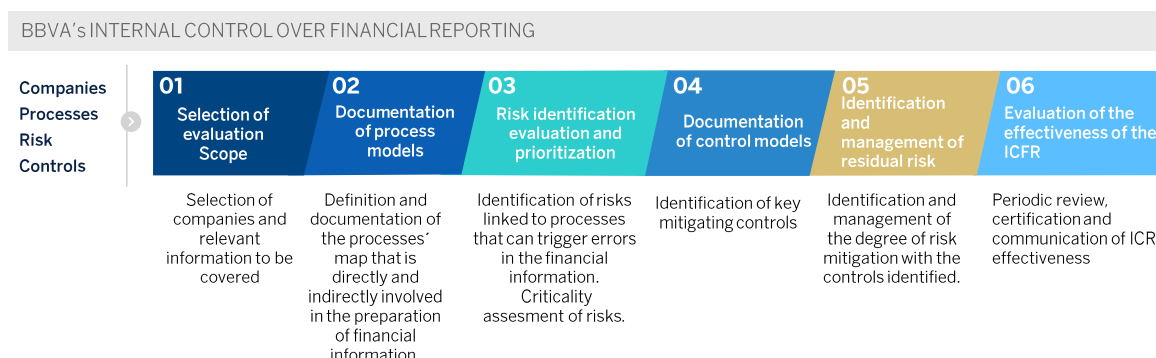 BBVA's INTERNAL CONTROL OVER FINANCIAL REPORTING
Companies
Processes
Risk
Controls
01
Selection of
evaluation
Scope
Selection of
companies and
relevant
information to be
covered
02
Documentation
of process
models
Definition and
documentation of
the processes´
map that is
directly and
indirectly involved
in the preparation
of financial
information
03
Risk identification
evaluation and
prioritization
Identification of risks
linked to processes
that can trigger errors
in the financial
information.
Criticality
assesment of risks.
04
Documentation
of control models
Identification of key
mitigating controls
05
Identification
and
management of
residual risk
Identification and
management of
the degree of risk
mitigation with the
controls identified.
06
Evaluation of the
effectiveness of the
ICFR
Periodic review,
certification and
communication of ICR
effectiveness